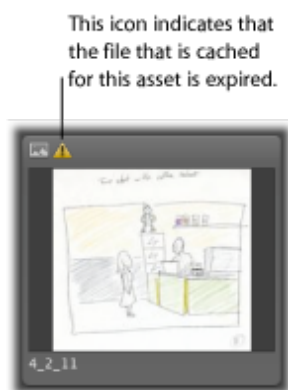 This icon indicates that
the file that is cached
for this asset is expired.
4_2_11